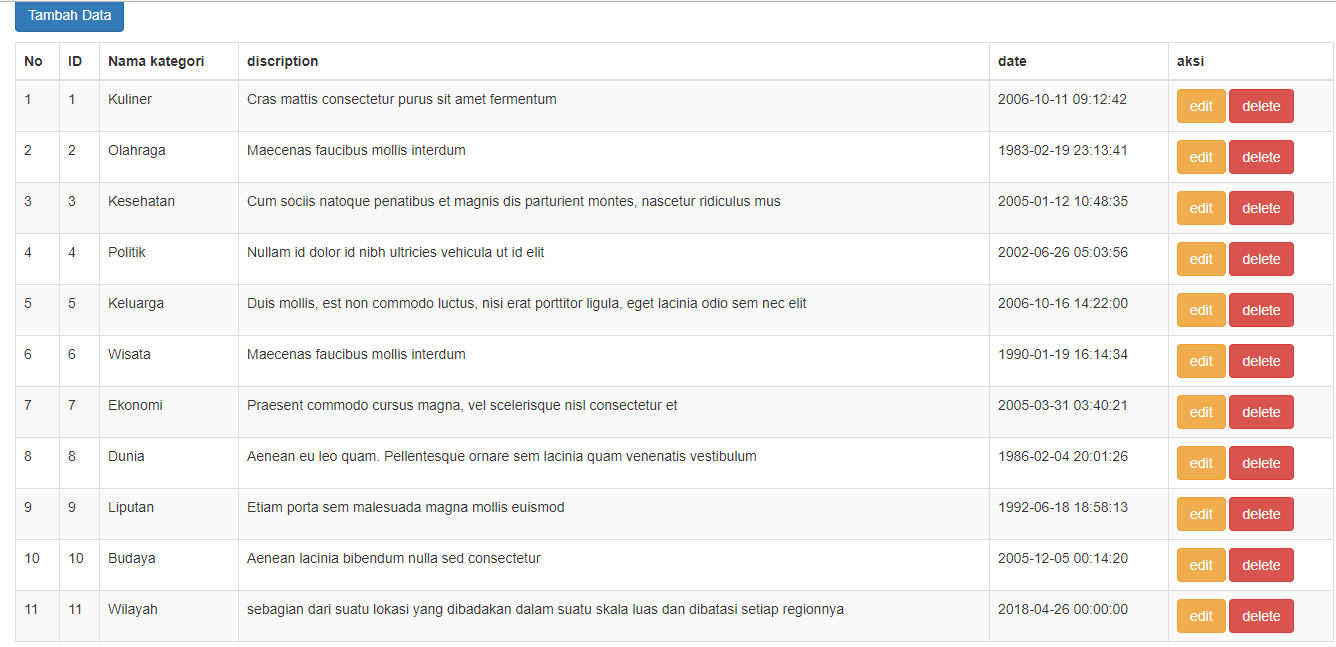 Tambah Data
No ID Nama kategori discription date aksi
1 1 Kuliner Cras mattis consectetur purus sit amet fermentum 2006-10-11 09:12:42 edit delete
2 2 Olahraga Maecenas faucibus mollis interdum 1983-02-19 23:13:41 edit delete
3 3 Kesehatan Cum sociis natoque penatibus et magnis dis parturient montes, nascetur ridiculus mus 2005-01-12 10:48:35 edit delete
4 4 Politik Nullam id dolor id nibh ultricies vehicula ut id elit 2002-06-26 05:03:56 edit delete
5 5 Keluarga Duis mollis, est non commodo luctus, nisi erat porttitor ligula, eget lacinia odio sem nec elit 2006-10-16 14:22:00 edit delete
6 6 Wisata Maecenas faucibus mollis interdum 1990-01-19 16:14:34 edit delete
7 7 Ekonomi Praesent commodo cursus magna, vel scelerisque nisl consectetur et 2005-03-31 03:40:21 edit delete
8 8 Dunia Aenean eu leo quam. Pellentesque ornare sem lacinia quam venenatis vestibulum 1986-02-04 20:01:26 edit delete
9 9 Liputan Etiam porta sem malesuada magna mollis euismod 1992-06-18 18:58:13 edit delete
10 10 Budaya Aenean lacinia bibendum nulla sed consectetur 2005-12-05 00:14:20 edit delete
11 11 Wilayah sebagian dari suatu lokasi yang dibadakan dalam suatu skala luas dan dibatasi setiap regionnya 2018-04-26 00:00:00 edit delete